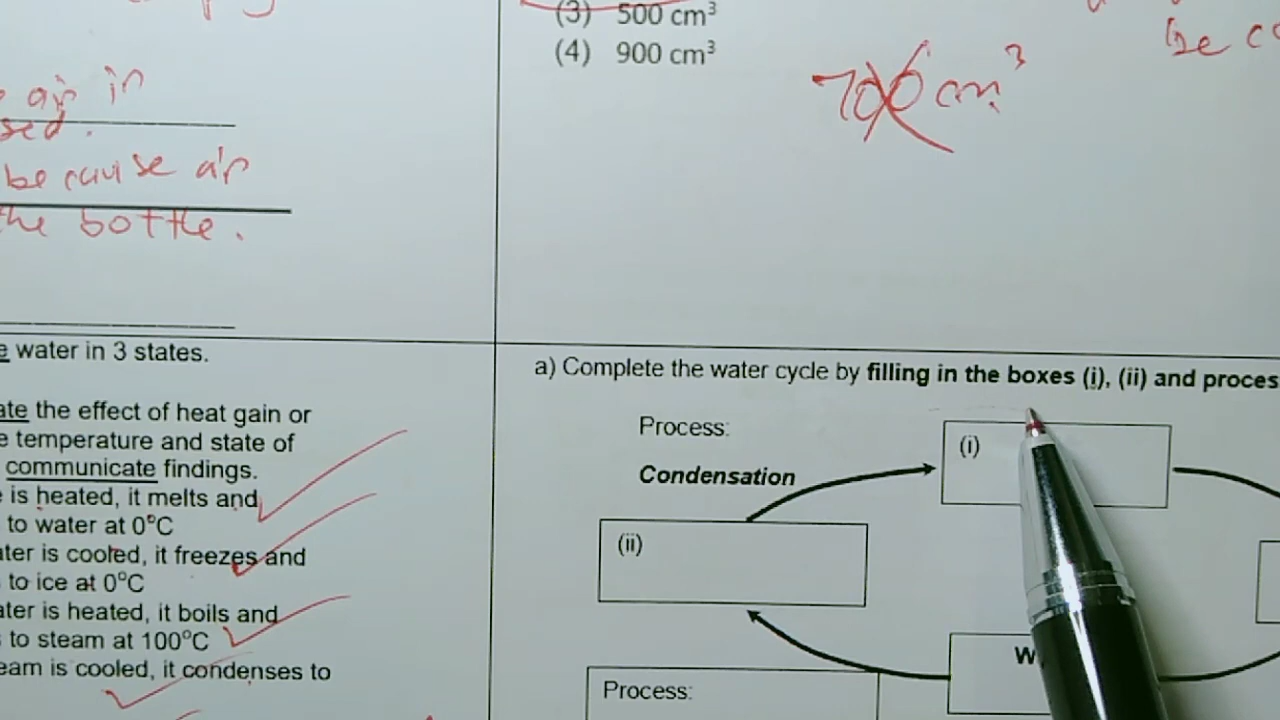 (3) 500 cm³
(4) 900 cm³
700 cm³
be co
air in
sed.
because air
the bottle.
water in 3 states.
ate the effect of heat gain or
e temperature and state of
communicate findings.
e is heated, it melts and
to water at 0°C
ater is cooled, it freezes and
to ice at 0°C
ater is heated, it boils and
to steam at 100°C
eam is cooled, it condenses to
a) Complete the water cycle by filling in the boxes (i), (ii) and proces
Process:
Condensation
(i)
(ii)
W
Process: